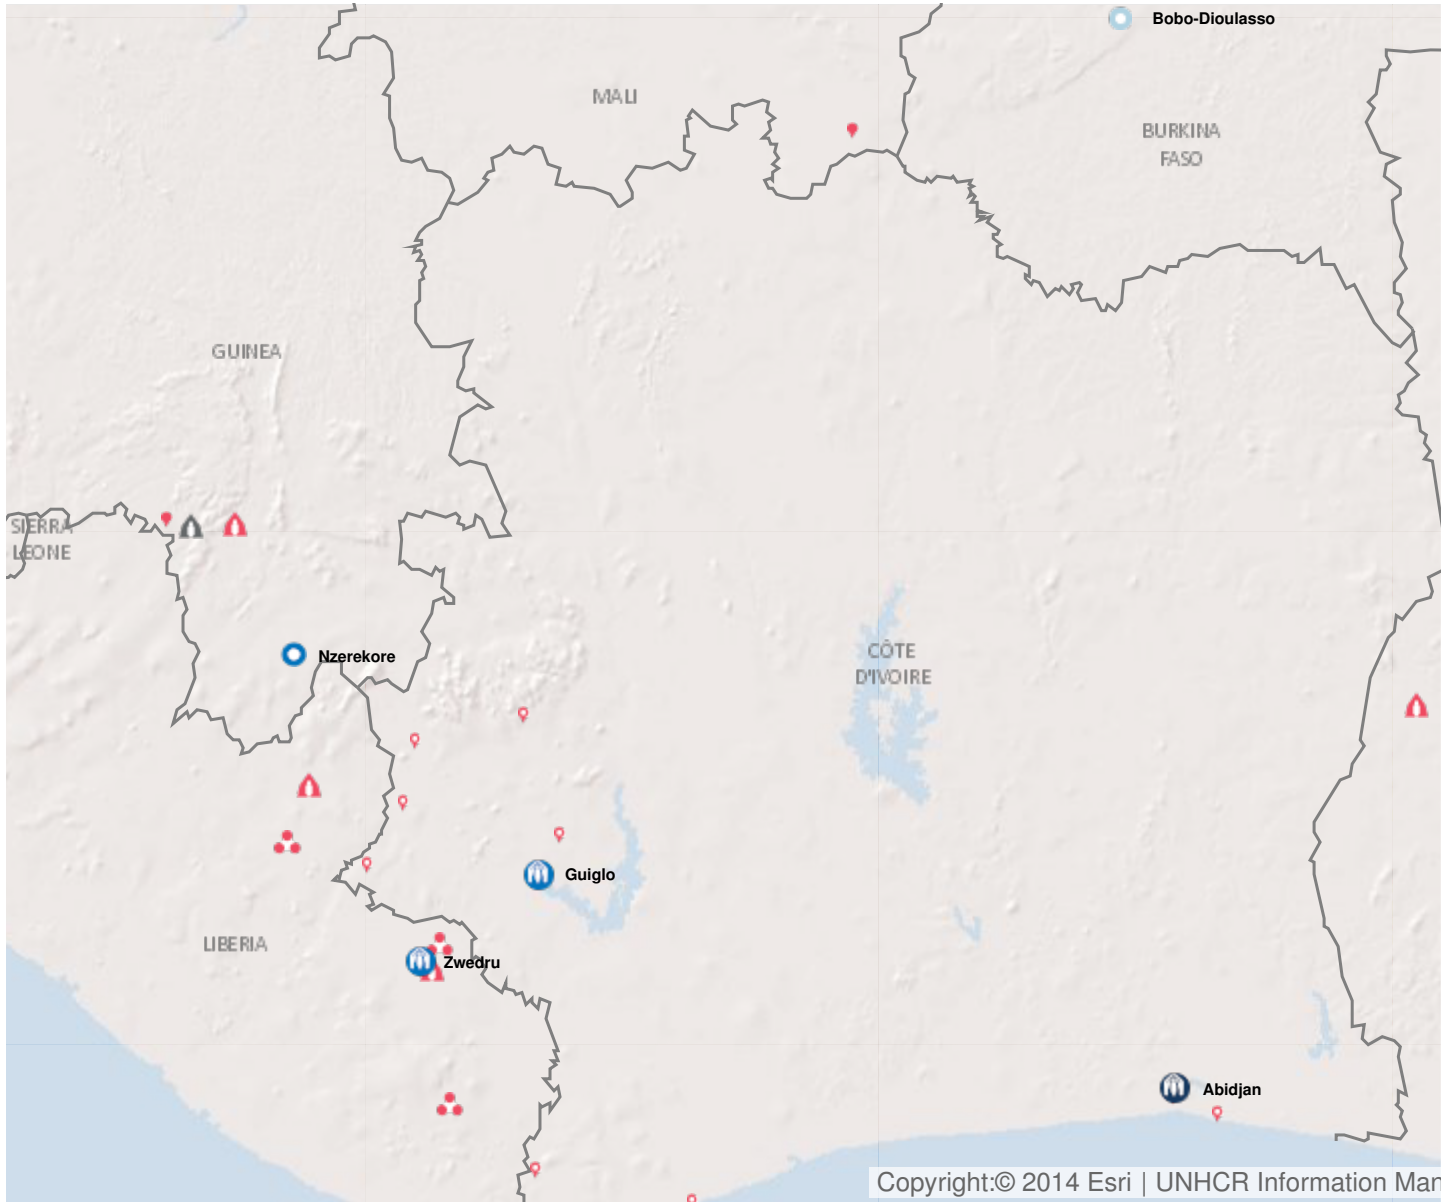 Bobo-Dioulasso
MALI
BURKINA
FASO
GUINEA
SIERRA
LEONE
Nzerekore
CÔTE
D'IVOIRE
Guiglo
LIBERIA
Zwedru
Abidjan
Copyright:© 2014 Esri | UNHCR Information Man